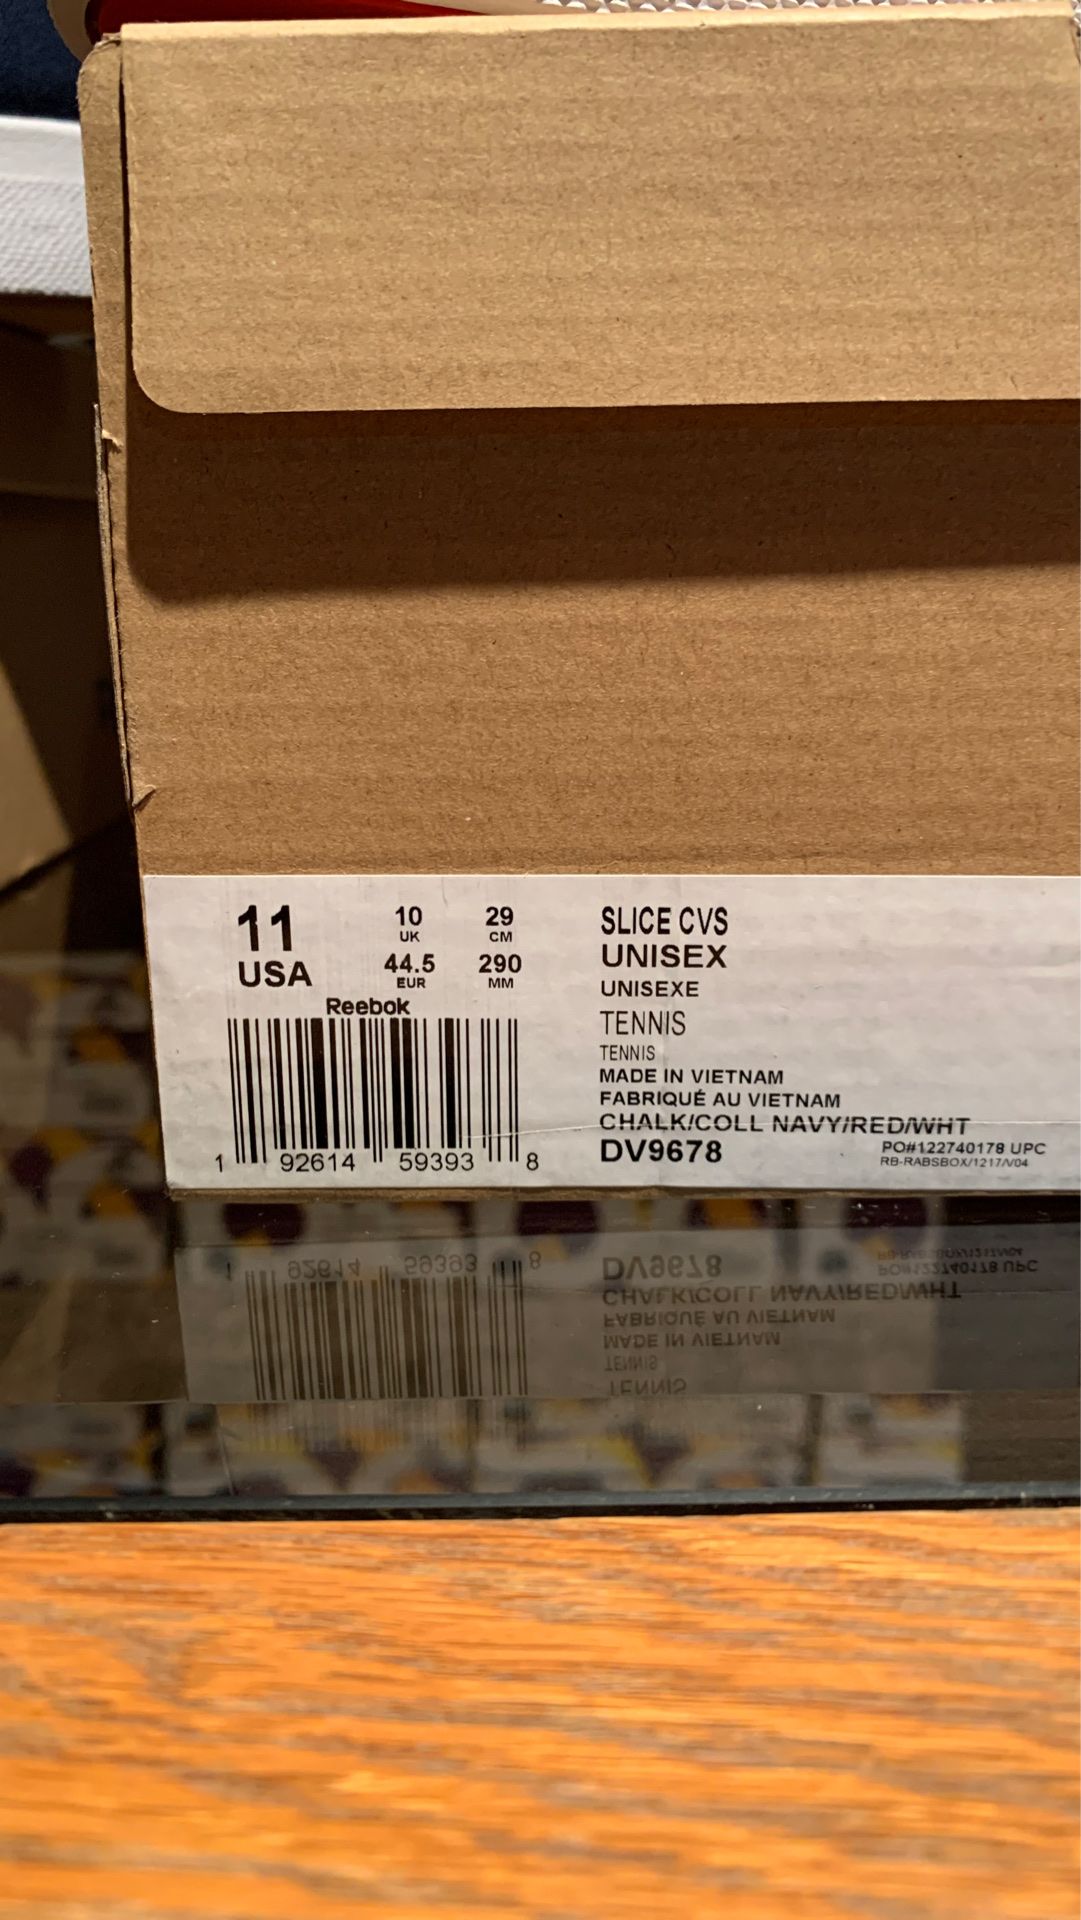 11
USA
10
UK
29
CM
44.5
EUR
290
MM
Reebok
1 92614 59393 8
SLICE CVS
UNISEX
UNISEXE
TENNIS
TENNIS
MADE IN VIETNAM
FABRIQUÉ AU VIETNAM
CHALK/COLL NAVY/RED/WHT
DV9678
PO#122740178 UPC
RB-RABSBOX/1217/V04